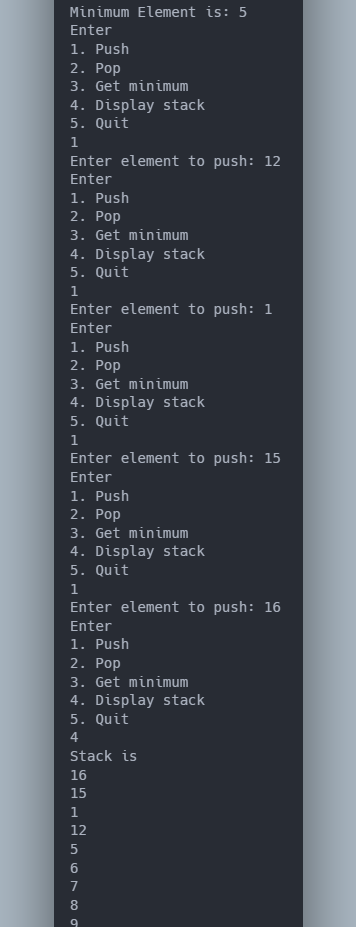 Minimum Element is: 5
Enter
1. Push
2. Pop
3. Get minimum
4. Display stack
5. Quit
1
Enter element to push: 12
Enter
1. Push
2. Pop
3. Get minimum
4. Display stack
5. Quit
1
Enter element to push: 1
Enter
1. Push
2. Pop
3. Get minimum
4. Display stack
5. Quit
1
Enter element to push: 15
Enter
1. Push
2. Pop
3. Get minimum
4. Display stack
5. Quit
1
Enter element to push: 16
Enter
1. Push
2. Pop
3. Get minimum
4. Display stack
5. Quit
4
Stack is
16
15
1
12
5
6
7
8
9